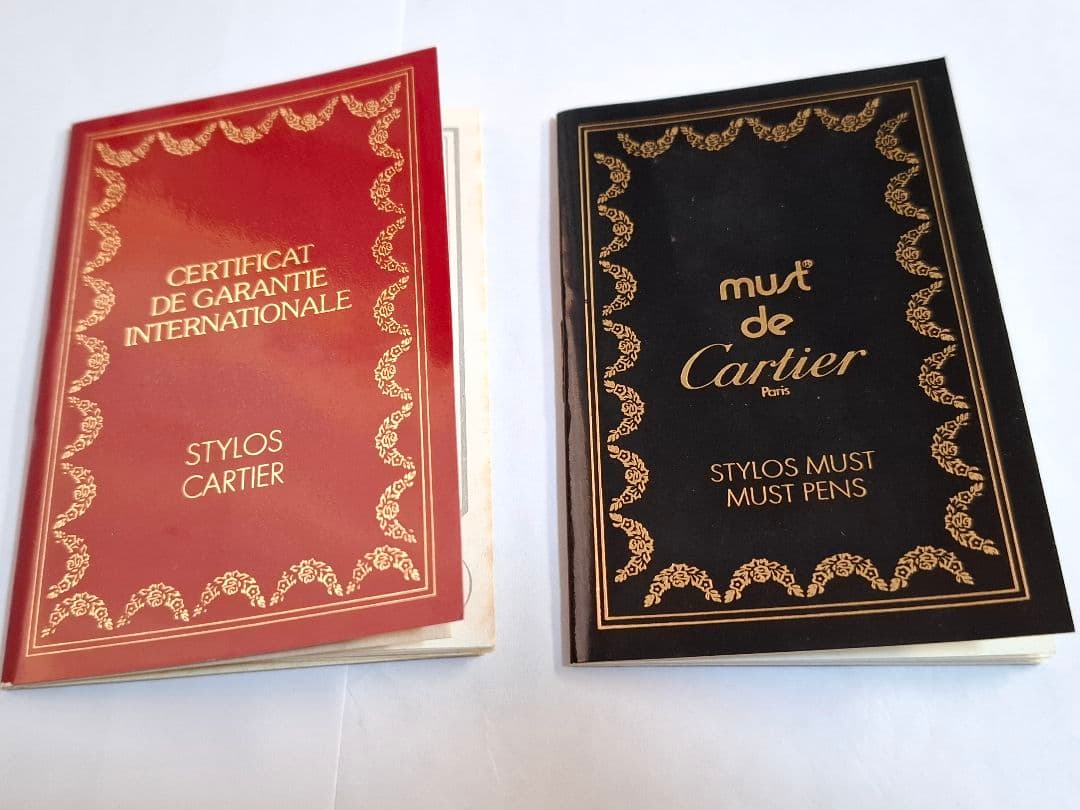 CERTIFICAT
DE GARANTIE
INTERNATIONALE
STYLOS
CARTIER
must®
de
Cartier
Paris
STYLOS MUST
MUST PENS